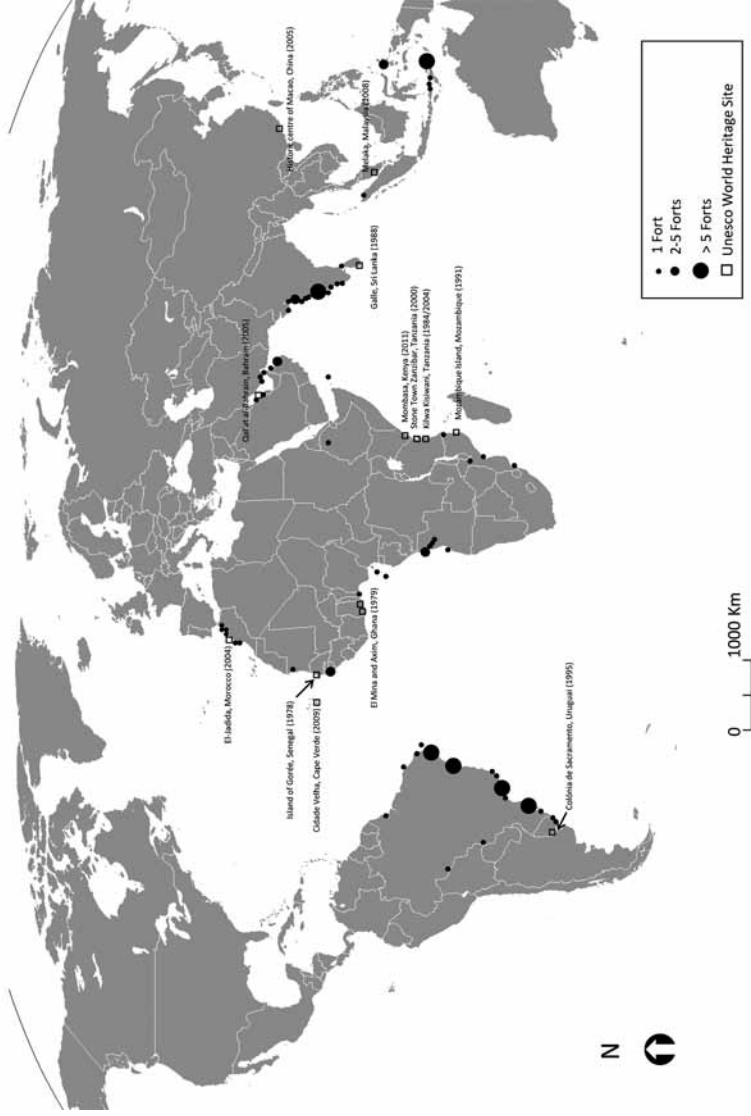 Historic centre of Macao, China (2005)
Melaka, Malaysia (2008)
Galle, Sri Lanka (1988)
Qal'at al-Bahrain, Bahrain (2005)
Mombasa, Kenya (2011)
Stone Town Zanzibar, Tanzania (2000)
Kilwa Kisiwani, Tanzania (1984/2004)
Mozambique Island, Mozambique (1991)
El-Jadida, Morocco (2004)
Island of Gorée, Senegal (1978)
Cidade Velha, Cape Verde (2009)
El Mina and Axim, Ghana (1979)
Colónia de Sacramento, Uruguai (1995)
1 Fort
2-5 Forts
> 5 Forts
Unesco World Heritage Site
N
0 1000 Km